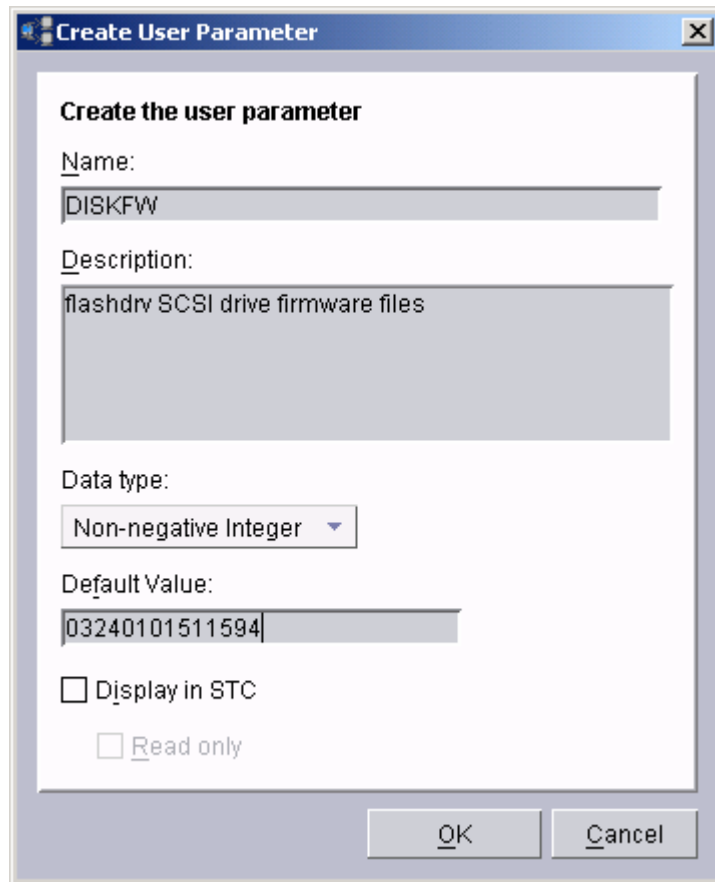 Create User Parameter
Create the user parameter
Name:
DISKFW
Description:
flashdrv SCSI drive firmware files
Data type:
Non-negative Integer
Default Value:
03240101511594
Display in STC
Read only
OK
Cancel